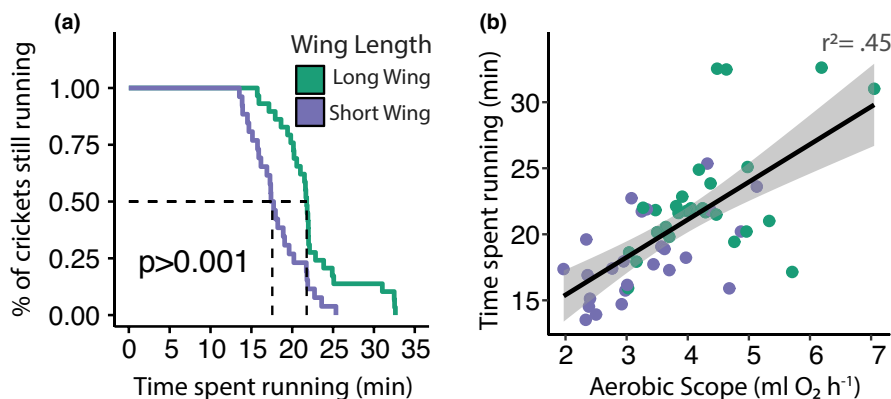 (a)
Wing Length
Long Wing
Short Wing
% of crickets still running
1.00
0.75
0.50
0.25
0.00
p>0.001
0 5 10 15 20 25 30 35
Time spent running (min)
(b)
r²= .45
Time spent running (min)
30
25
20
15
2 3 4 5 6 7
Aerobic Scope (ml O₂ h⁻¹)